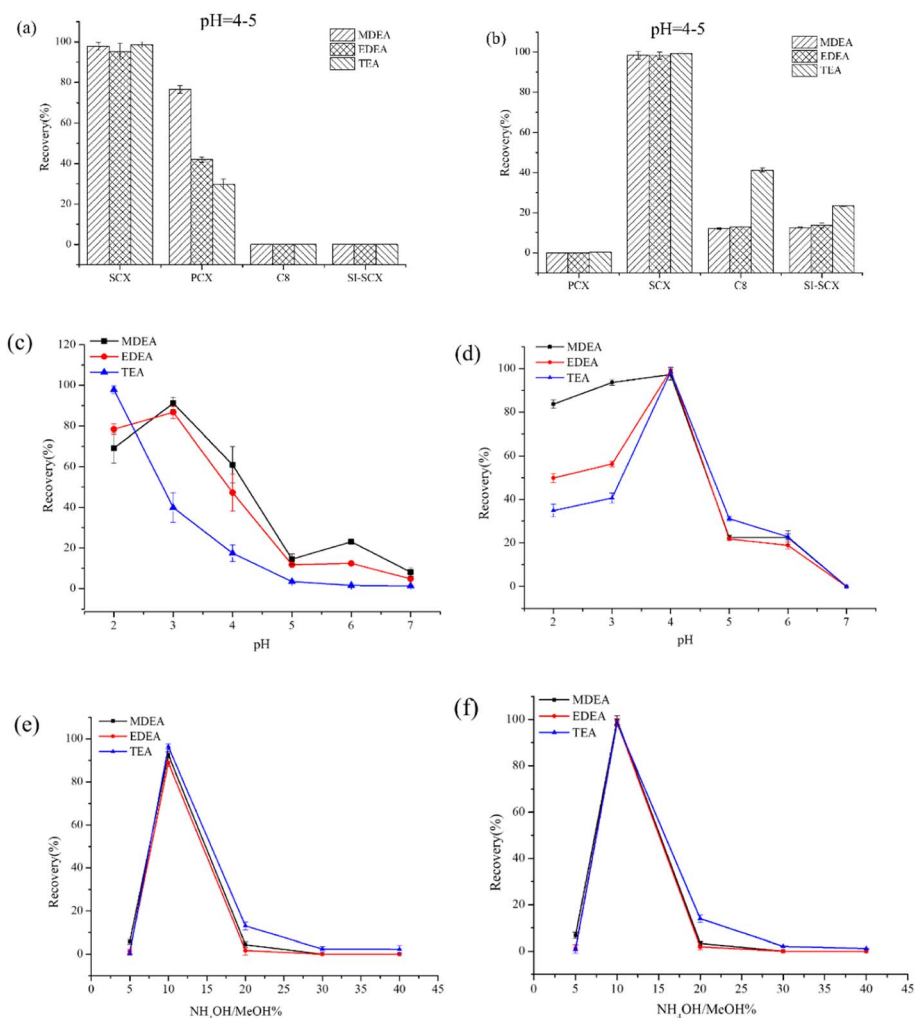 (a)
pH=4-5
MDEA
EDEA
TEA
100
80
60
40
20
0
Recovery(%)
SCX PCX C8 SI-SCX
(b)
pH=4-5
MDEA
EDEA
TEA
100
80
60
40
20
0
Recovery(%)
PCX SCX C8 SI-SCX
(c)
MDEA
EDEA
TEA
120
100
80
60
40
20
0
Recovery(%)
2 3 4 5 6 7
pH
(d)
MDEA
EDEA
TEA
100
80
60
40
20
0
Recovery(%)
2 3 4 5 6 7
pH
(e)
MDEA
EDEA
TEA
100
80
60
40
20
0
Recovery(%)
0 5 10 15 20 25 30 35 40 45
NH4OH/MeOH%
(f)
MDEA
EDEA
TEA
100
80
60
40
20
0
Recovery(%)
0 5 10 15 20 25 30 35 40 45
NH4OH/MeOH%